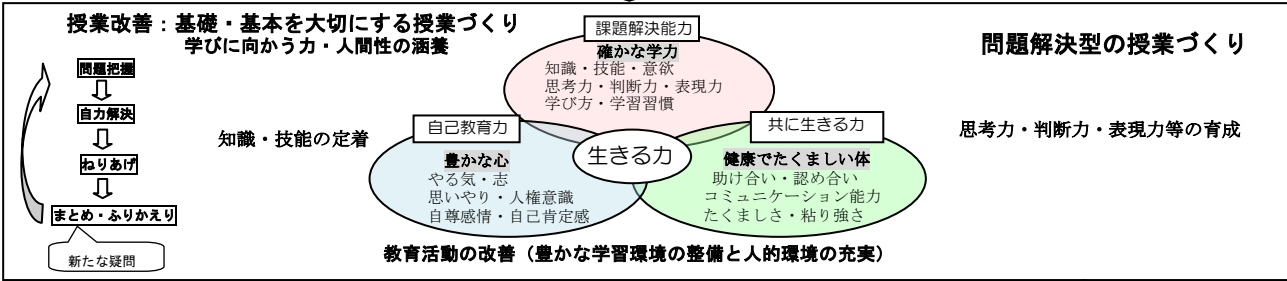 授業改善：基礎・基本を大切にする授業づくり
学びに向かう力・人間性の涵養
問題把握
自力解決
ねりあげ
まとめ・ふりかえり
新たな疑問
知識・技能の定着
課題解決能力
確かな学力
知識・技能・意欲
思考力・判断力・表現力
学び方・学習習慣
自己教育力
豊かな心
やる気・志
思いやり・人権意識
自尊感情・自己肯定感
生きる力
共に生きる力
健康でたくましい体
助け合い・認め合い
コミュニケーション能力
たくましさ・粘り強さ
問題解決型の授業づくり
思考力・判断力・表現力等の育成
教育活動の改善（豊かな学習環境の整備と人的環境の充実）